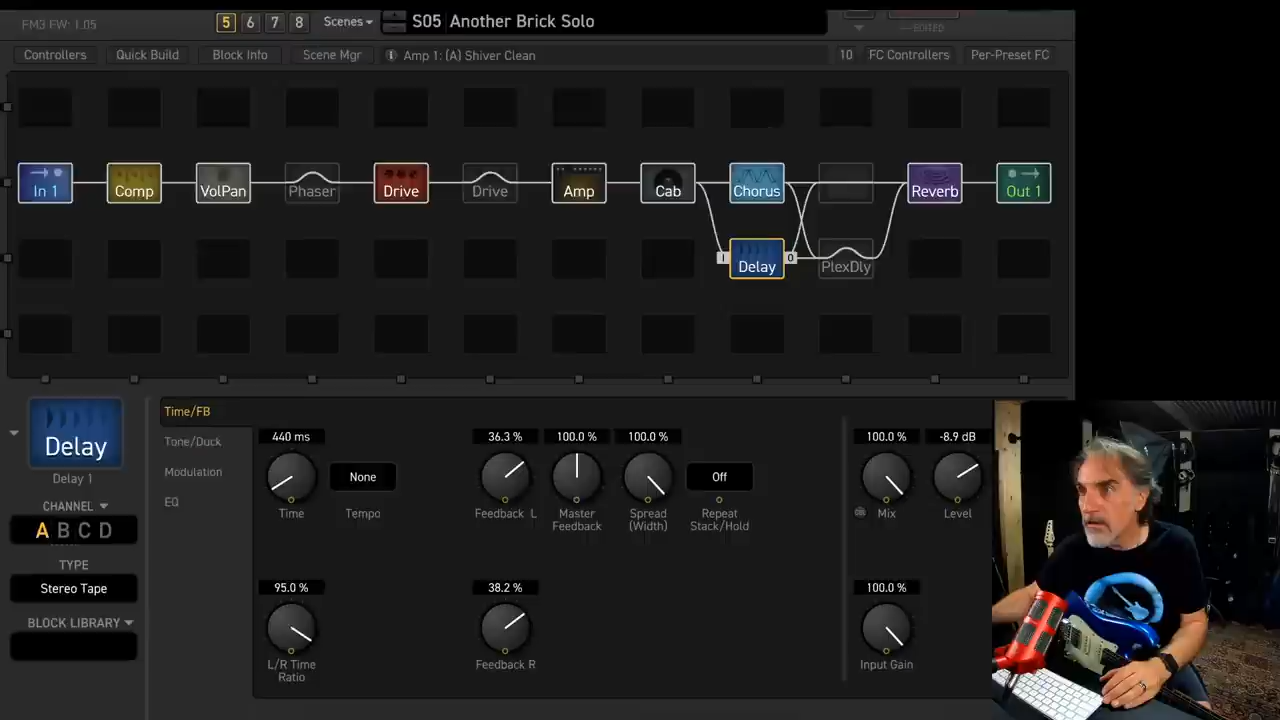 FM3 FW: 1.05
5 6 7 8
Scenes
S05 Another Brick Solo
EDITED
Controllers
Quick Build
Block Info
Scene Mgr
Amp 1: (A) Shiver Clean
10
FC Controllers
Per-Preset FC
In 1
Comp
VolPan
Phaser
Drive
Drive
Amp
Cab
Chorus
Reverb
Out 1
I
Delay
O
PlexDly
Delay
Delay 1
CHANNEL
A B C D
TYPE
Stereo Tape
BLOCK LIBRARY
Time/FB
Tone/Duck
Modulation
EQ
440 ms
Time
None
Tempo
36.3 %
Feedback L
100.0 %
Master
Feedback
100.0 %
Spread
(Width)
Off
Repeat
Stack/Hold
100.0 %
Mix
-8.9 dB
Level
95.0 %
L/R Time
Ratio
38.2 %
Feedback R
100.0 %
Input Gain